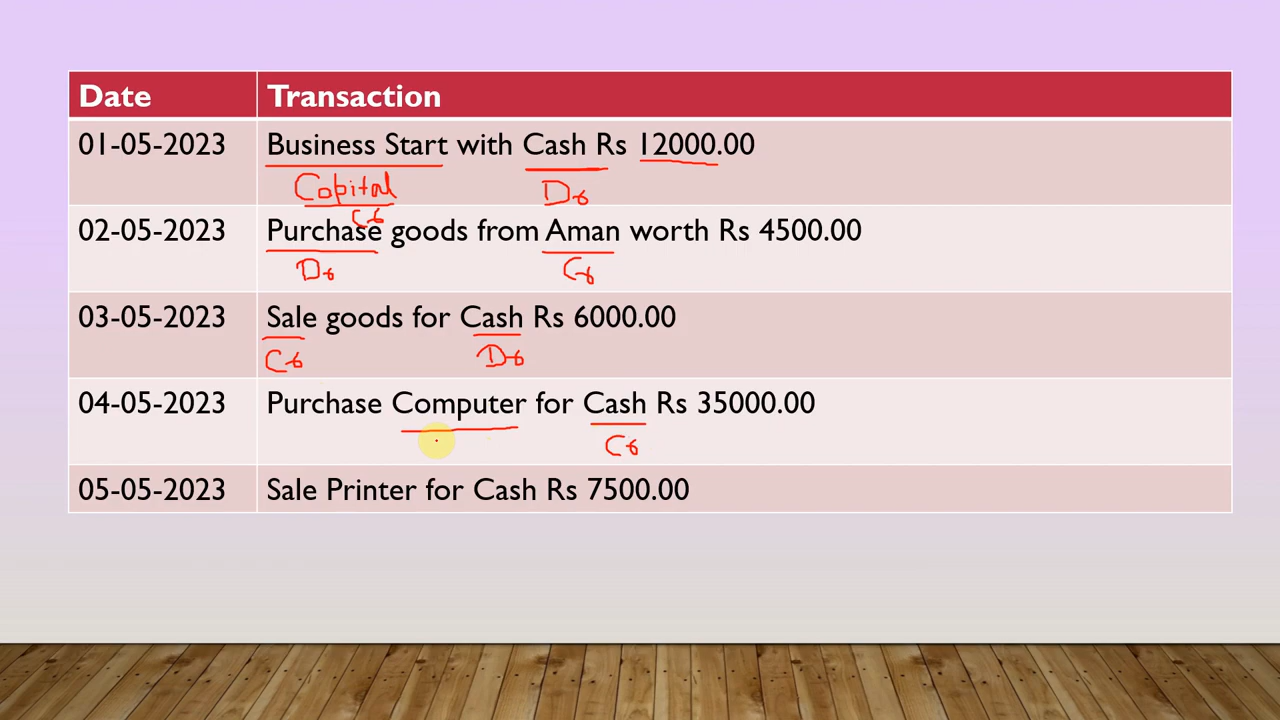 Date Transaction
01-05-2023 Business Start with Cash Rs 12000.00
Capital Dr
Cr
02-05-2023 Purchase goods from Aman worth Rs 4500.00
Dr Cr
03-05-2023 Sale goods for Cash Rs 6000.00
Cr Dr
04-05-2023 Purchase Computer for Cash Rs 35000.00
Cr
05-05-2023 Sale Printer for Cash Rs 7500.00